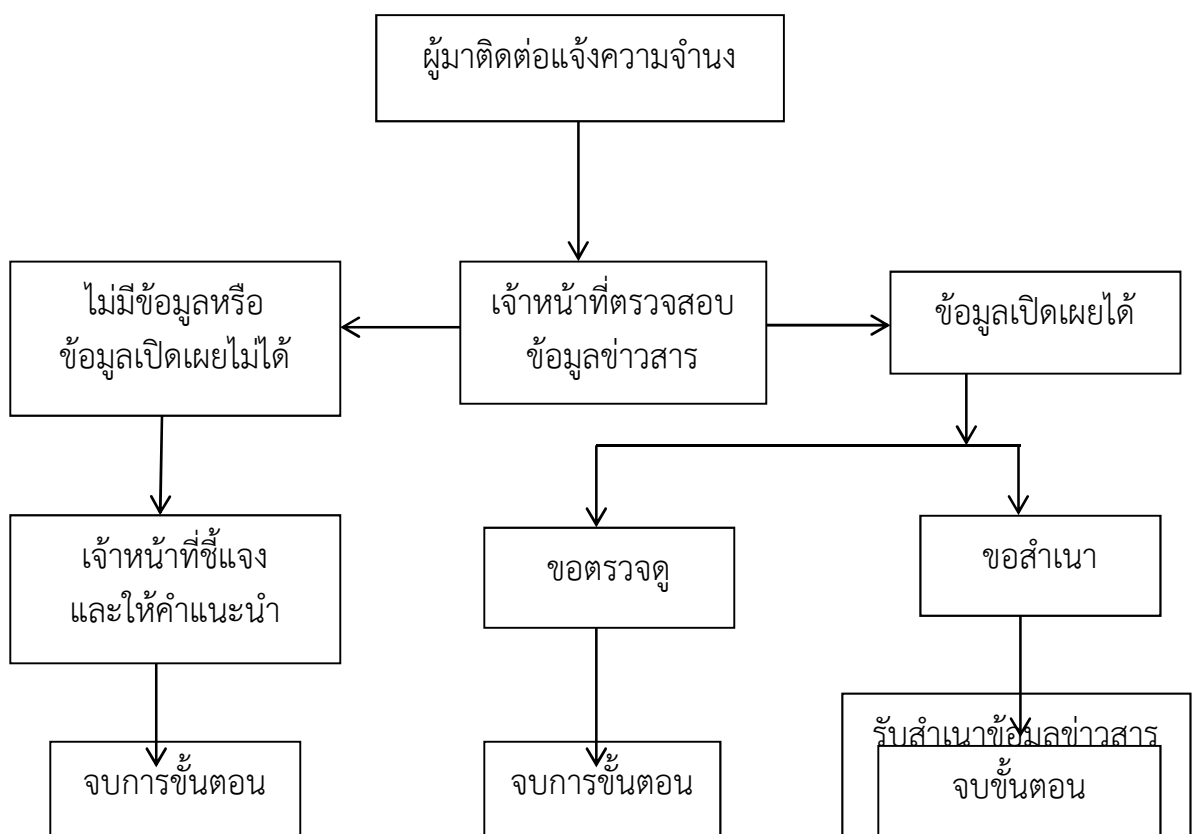 ผู้มาติดต่อแจ้งความจำนง
ไม่มีข้อมูลหรือ
ข้อมูลเปิดเผยไม่ได้
เจ้าหน้าที่ตรวจสอบ
ข้อมูลข่าวสาร
ข้อมูลเปิดเผยได้
เจ้าหน้าที่ชี้แจง
และให้คำแนะนำ
ขอตรวจดู
ขอสำเนา
รับสำเนาข้อมูลข่าวสาร
จบการขั้นตอน
จบการขั้นตอน
จบขั้นตอน